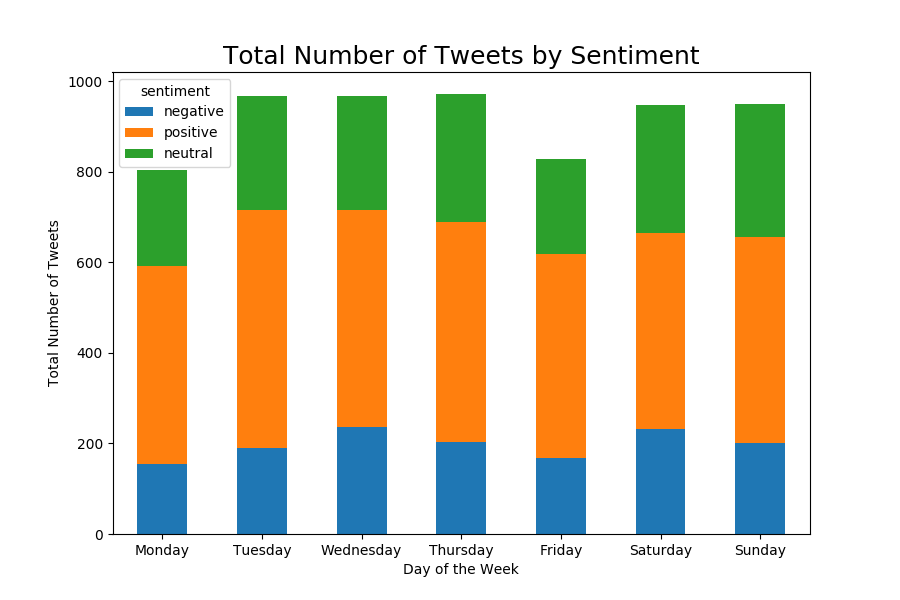 Total Number of Tweets by Sentiment
sentiment
negative
positive
neutral
1000
800
600
400
200
0
Total Number of Tweets
Monday Tuesday Wednesday Thursday Friday Saturday Sunday
Day of the Week